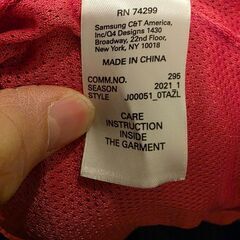 RN 74299
Samsung C&T America,
Inc/Q4 Designs 1430
Broadway, 22nd Floor,
New York, NY 10018
MADE IN CHINA
COMM.NO. 295
SEASON 2021_1
STYLE J00051_0TAZL
CARE
INSTRUCTION
INSIDE
THE GARMENT